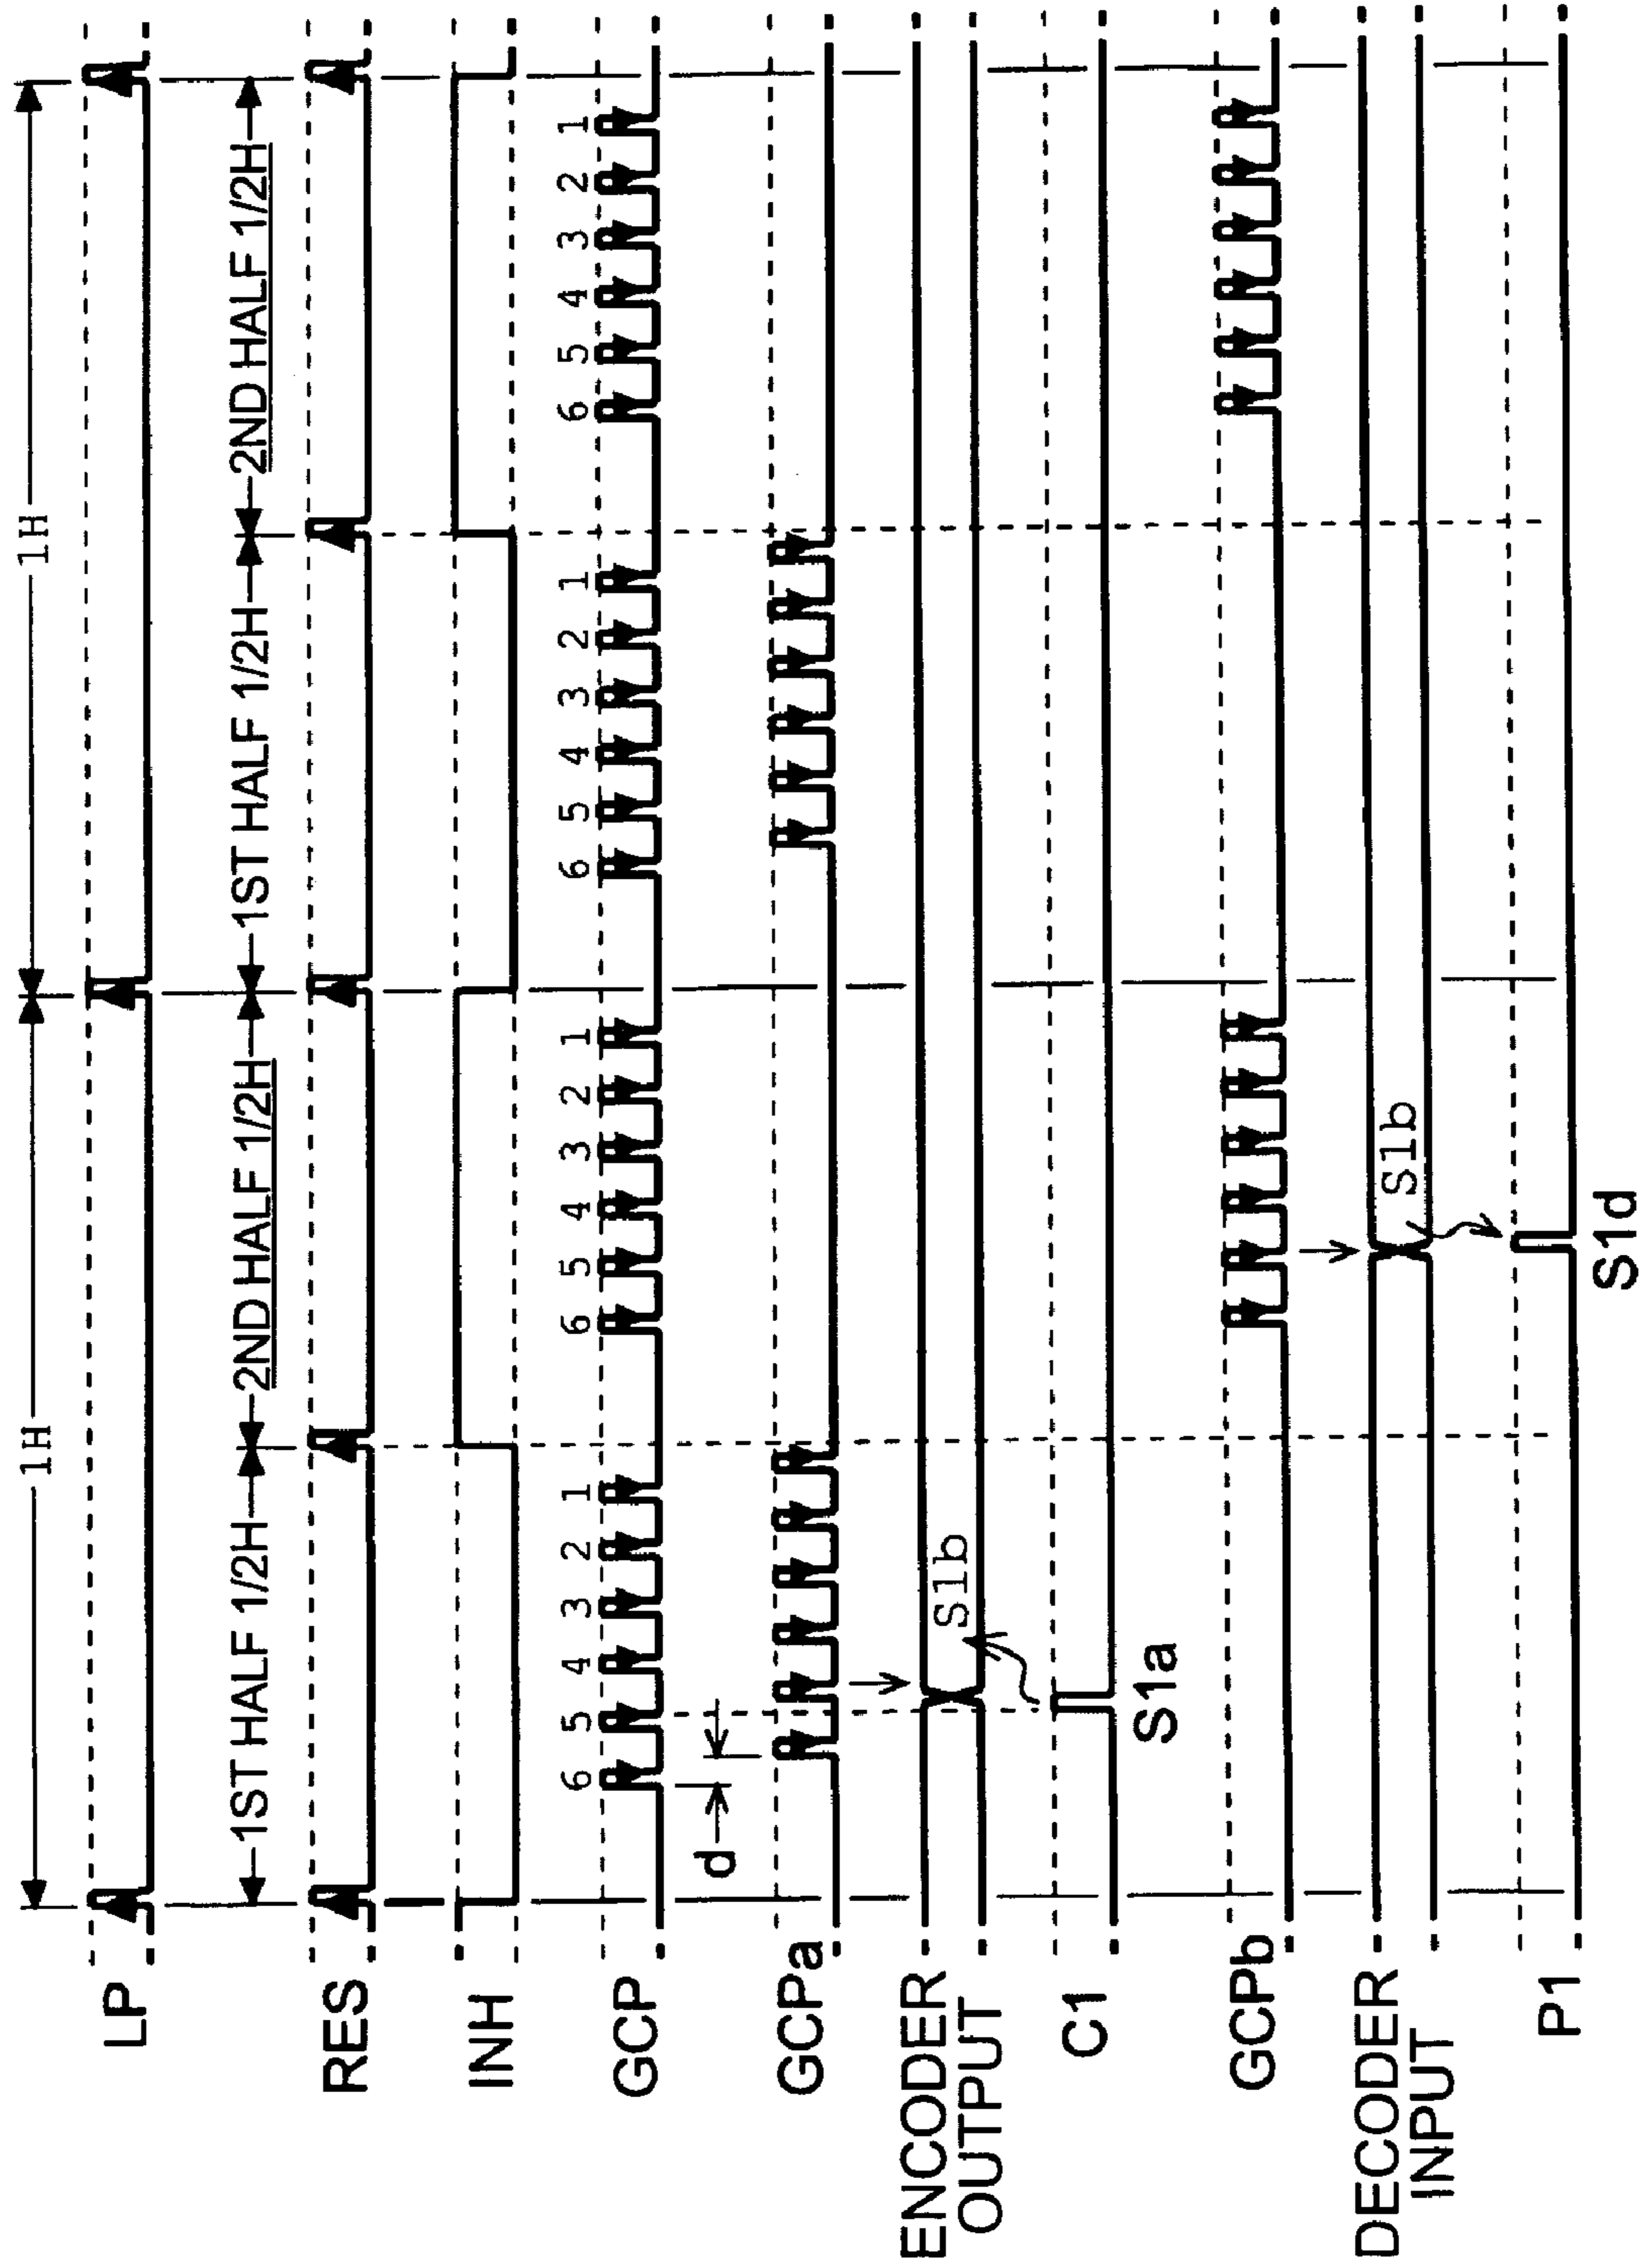 1H 1H
LP
1ST HALF 1/2H 2ND HALF 1/2H 1ST HALF 1/2H 2ND HALF 1/2H
RES
INH
6 5 4 3 2 1 6 5 4 3 2 1 6 5 4 3 2 1 6 5 4 3 2 1
GCP
d
GCPa
ENCODER
OUTPUT
S1b
C1
S1a
GCPb
DECODER
INPUT
S1b
P1
S1d